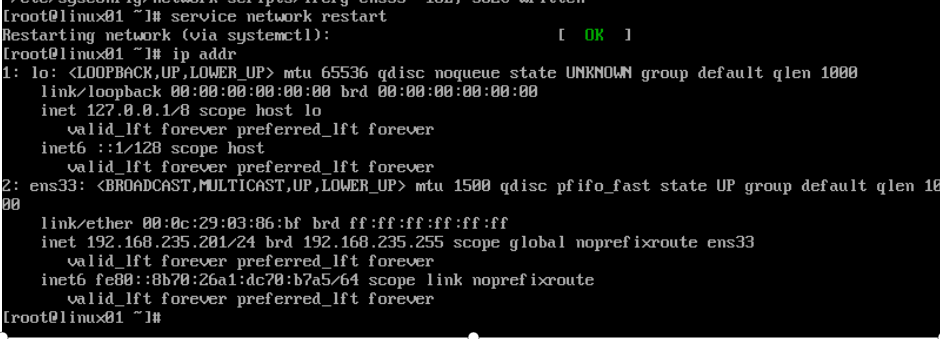 [root@linux01 ~]# service network restart
Restarting network (via systemctl):                        [  OK  ]
[root@linux01 ~]# ip addr
1: lo: <LOOPBACK,UP,LOWER_UP> mtu 65536 qdisc noqueue state UNKNOWN group default qlen 1000
    link/loopback 00:00:00:00:00:00 brd 00:00:00:00:00:00
    inet 127.0.0.1/8 scope host lo
       valid_lft forever preferred_lft forever
    inet6 ::1/128 scope host
       valid_lft forever preferred_lft forever
2: ens33: <BROADCAST,MULTICAST,UP,LOWER_UP> mtu 1500 qdisc pfifo_fast state UP group default qlen 10
00
    link/ether 00:0c:29:03:86:bf brd ff:ff:ff:ff:ff:ff
    inet 192.168.235.201/24 brd 192.168.235.255 scope global noprefixroute ens33
       valid_lft forever preferred_lft forever
    inet6 fe80::8b70:26a1:dc70:b7a5/64 scope link noprefixroute
       valid_lft forever preferred_lft forever
[root@linux01 ~]#